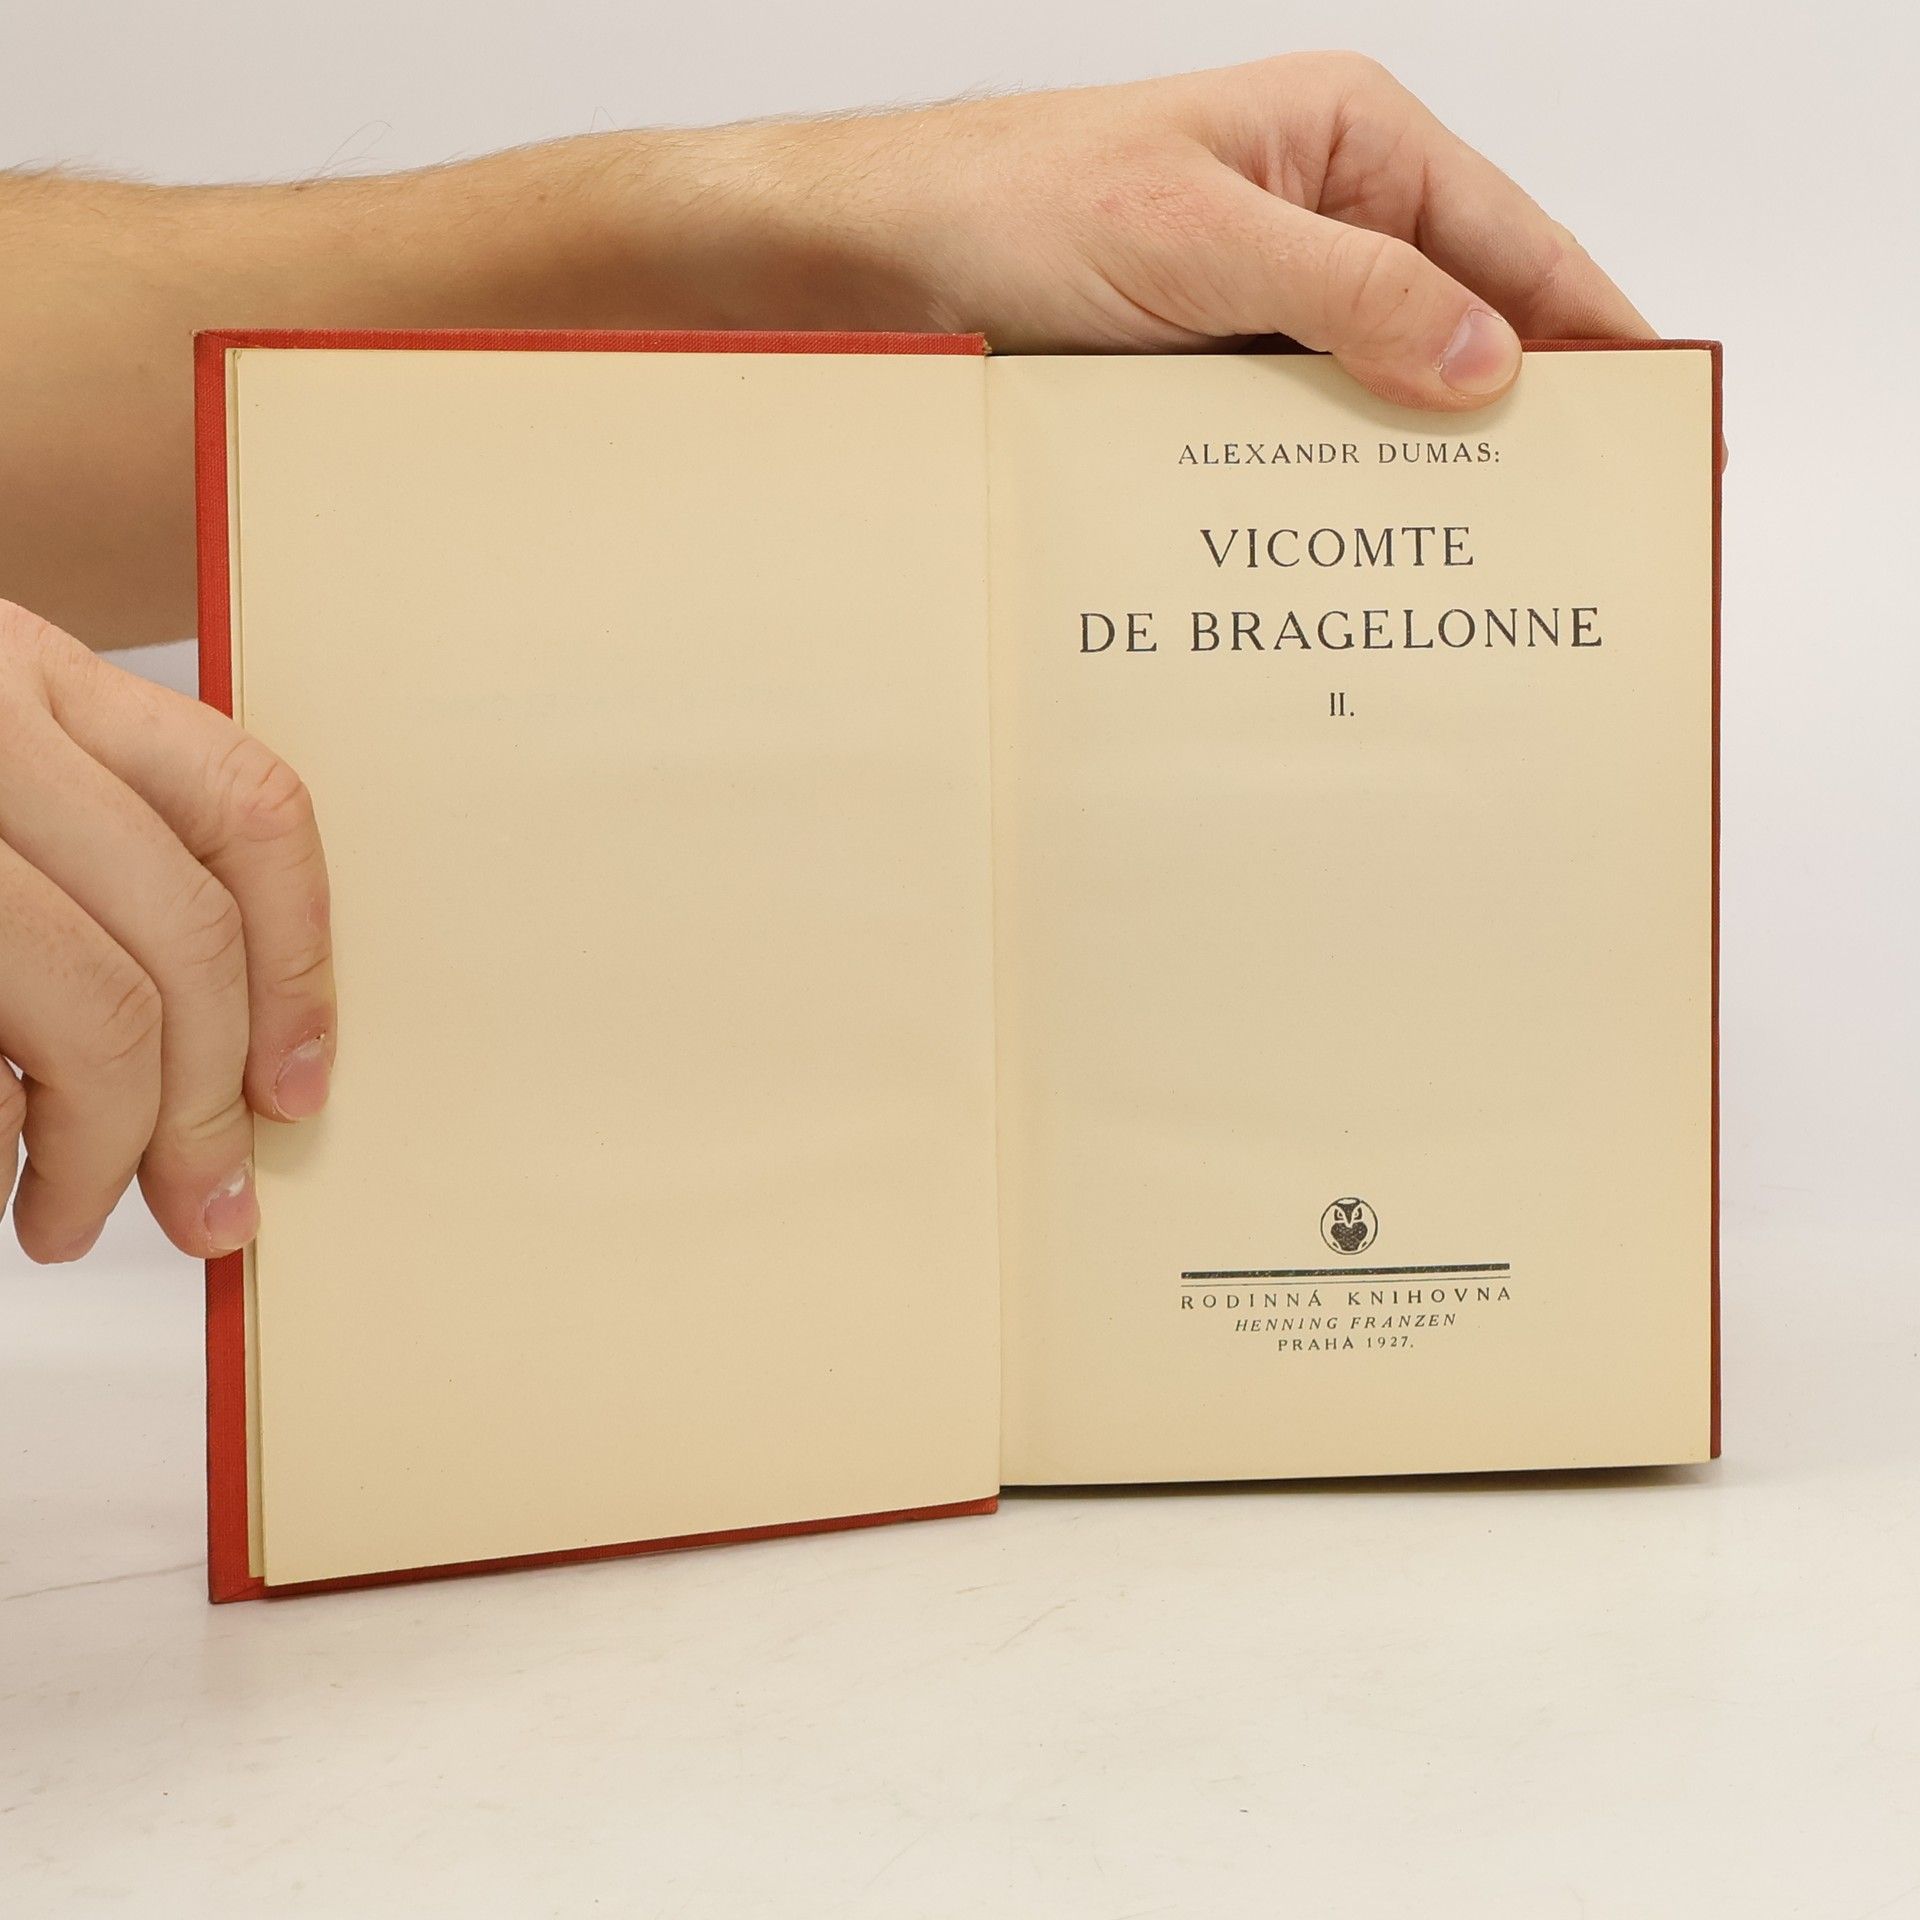 ALEXANDR DUMAS:
VICOMTE
DE BRAGELONNE
II.
RODINNÁ KNIHOVNA
HENNING FRANZEN
PRAHA 1927.